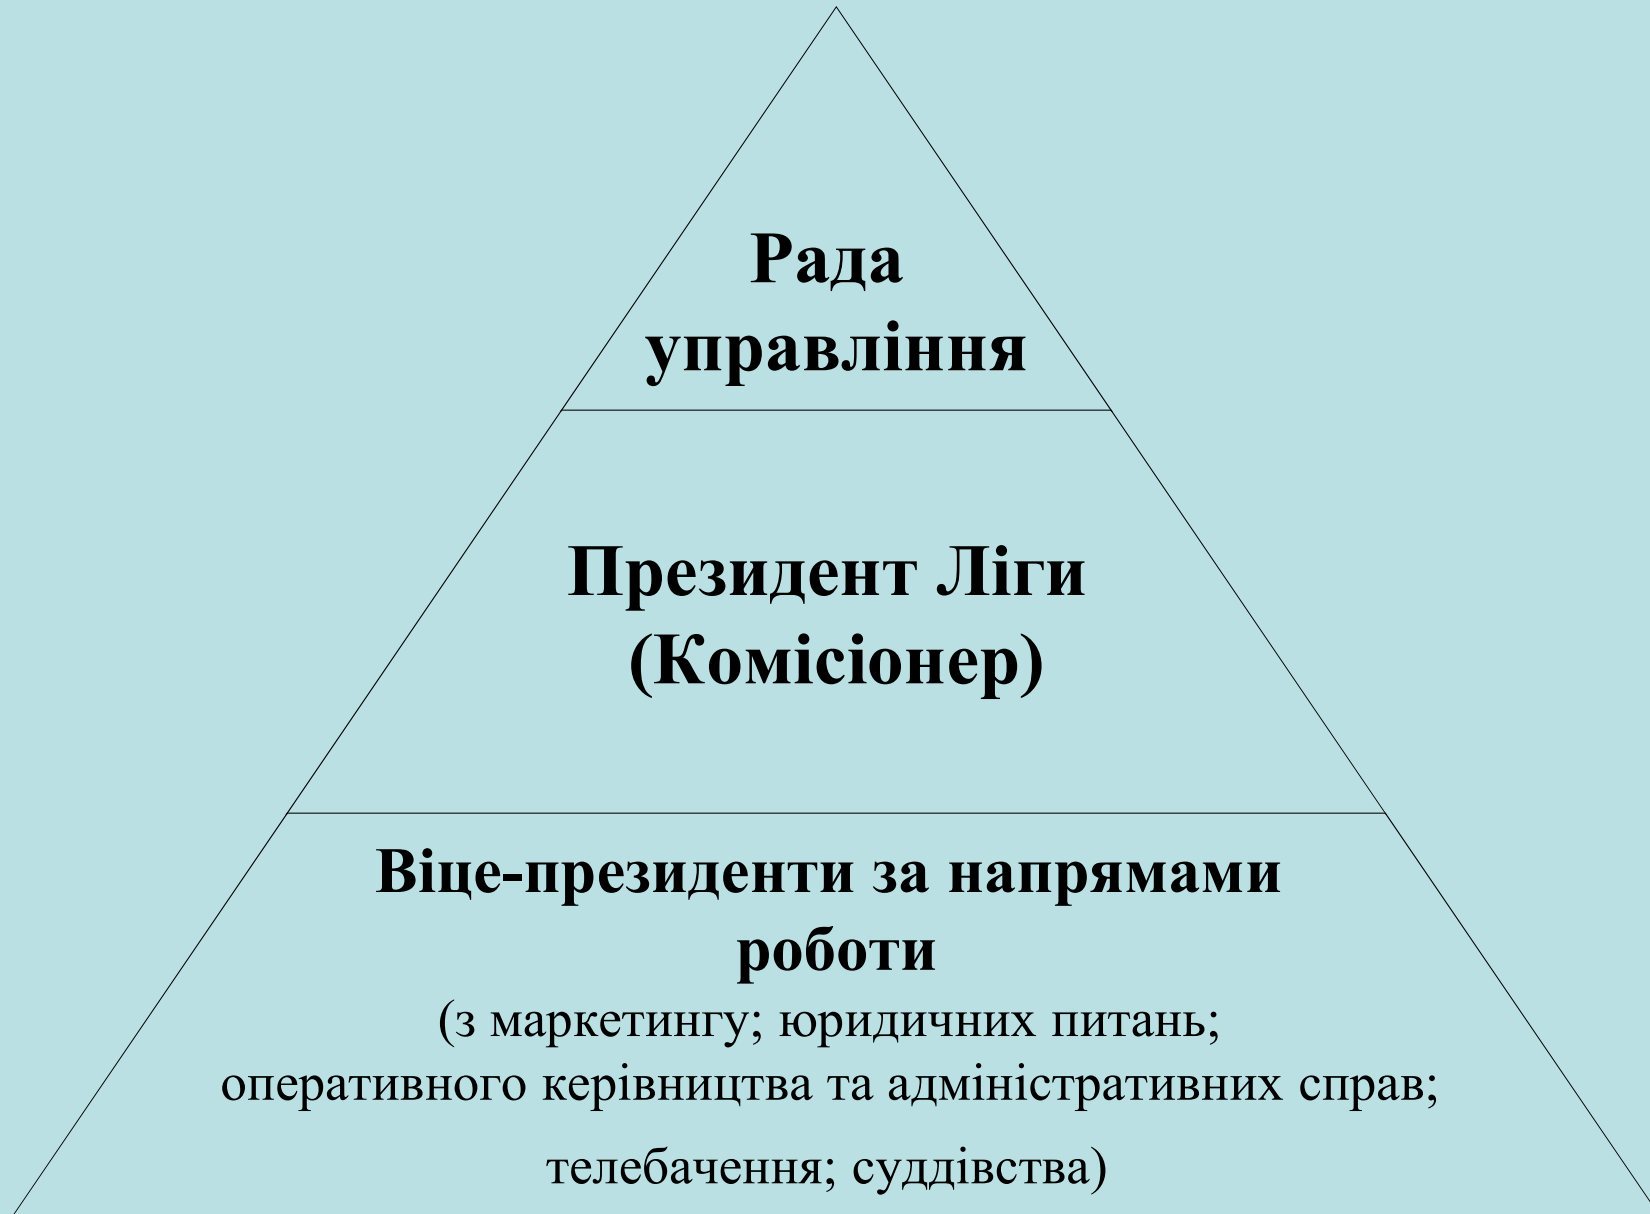 Рада
управління
Президент Ліги
(Комісіонер)
Віце-президенти за напрямами
роботи
(з маркетингу; юридичних питань;
оперативного керівництва та адміністративних справ;
телебачення; суддівства)